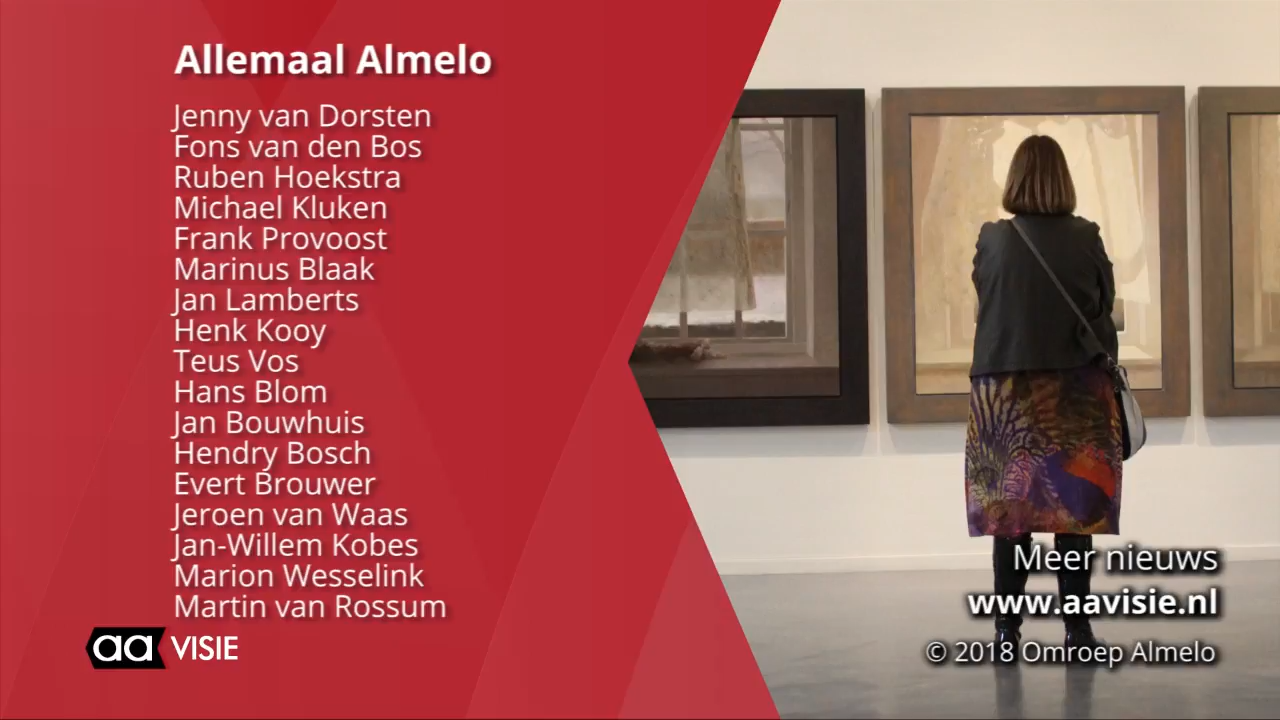 Allemaal Almelo
Jenny van Dorsten
Fons van den Bos
Ruben Hoekstra
Michael Kluken
Frank Provoost
Marinus Blaak
Jan Lamberts
Henk Kooy
Teus Vos
Hans Blom
Jan Bouwhuis
Hendry Bosch
Evert Brouwer
Jeroen van Waas
Jan-Willem Kobes
Marion Wesselink
Martin van Rossum
aa VISIE
Meer nieuws
www.aavisie.nl
© 2018 Omroep Almelo